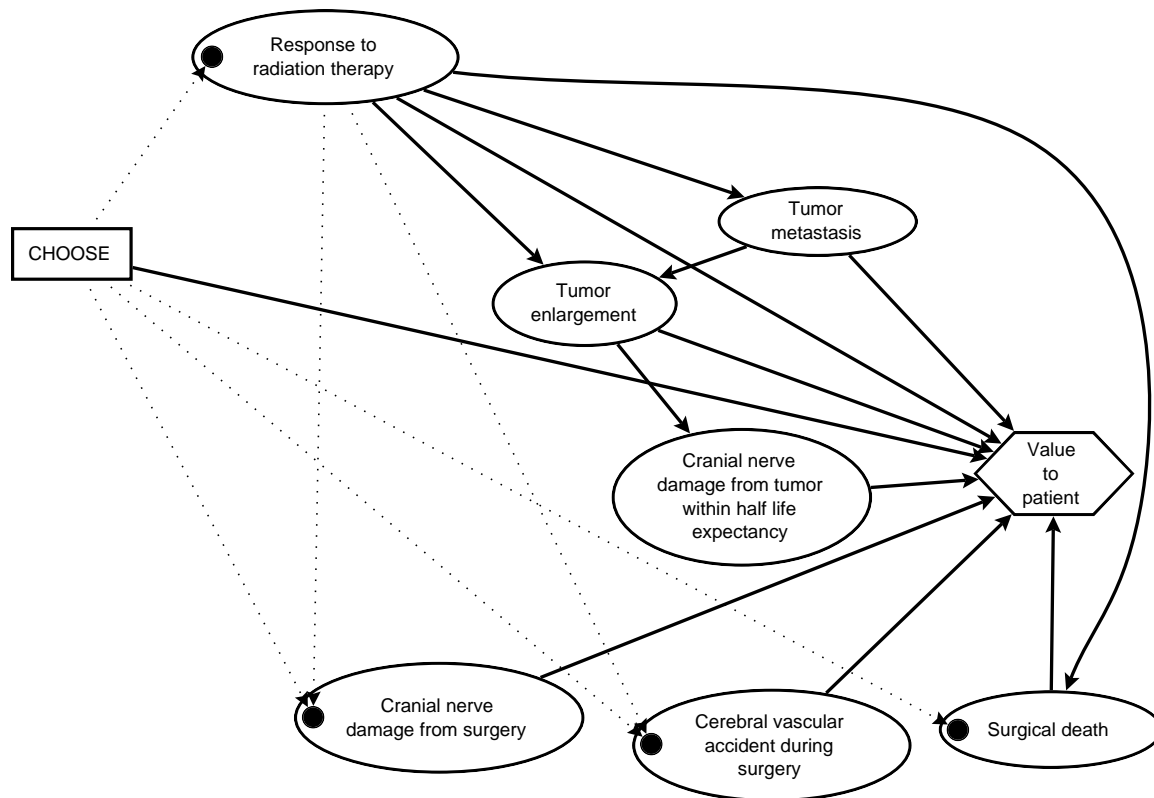 Response to
radiation therapy
Tumor
metastasis
CHOOSE
Tumor
enlargement
Value
to
patient
Cranial nerve
damage from tumor
within half life
expectancy
Cranial nerve
damage from surgery
Cerebral vascular
accident during
surgery
Surgical death